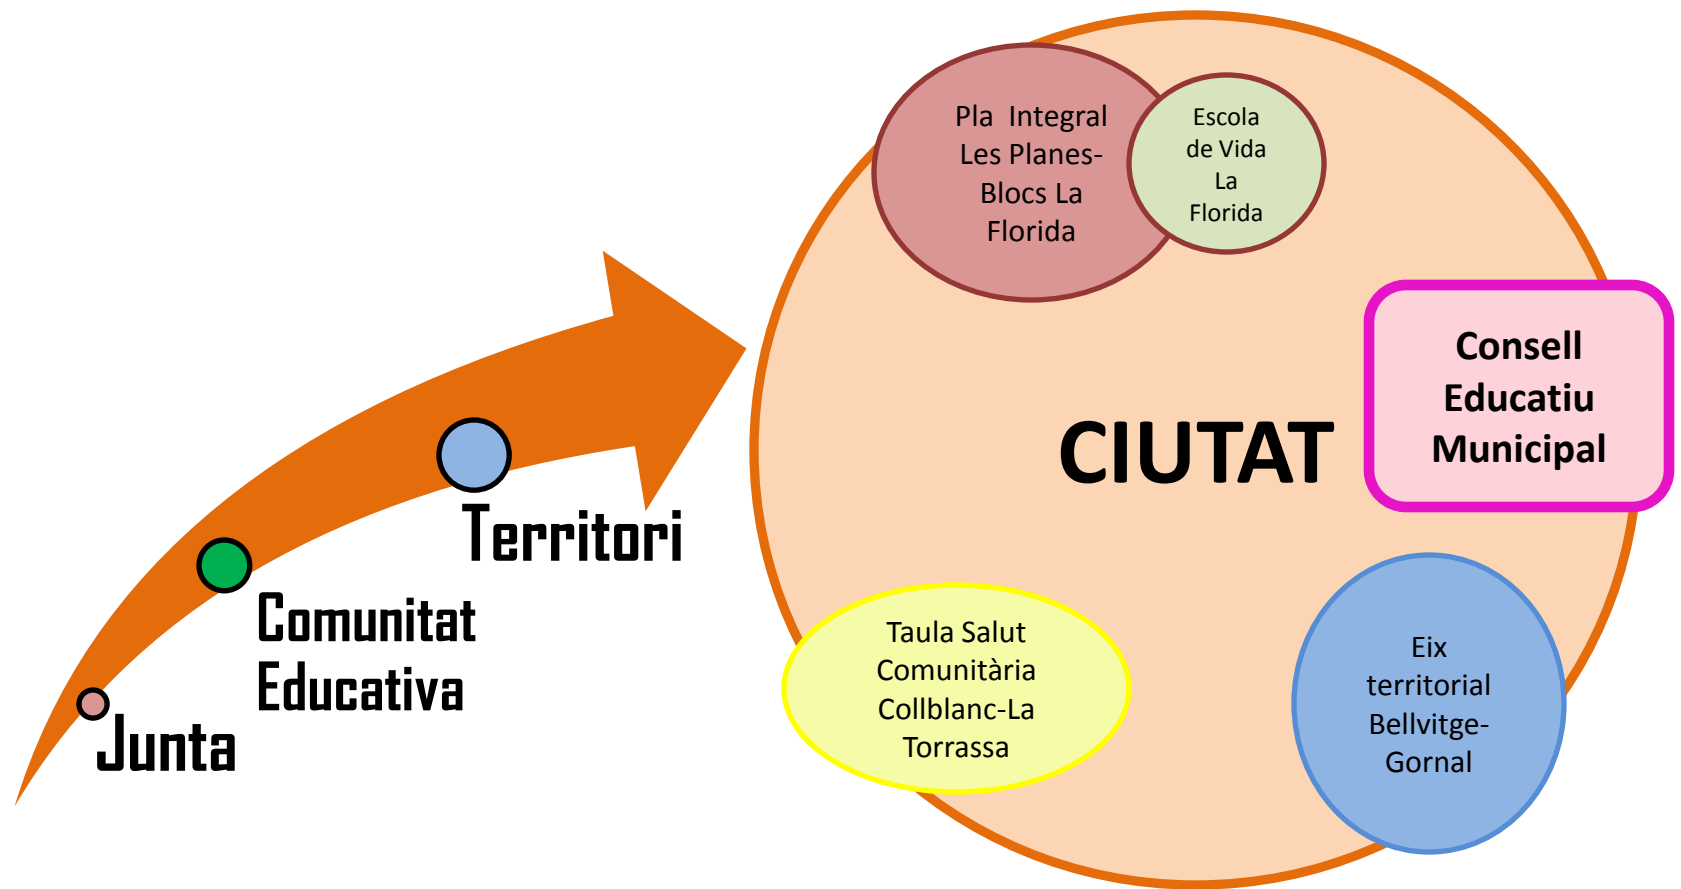 Pla Integral
Les Planes-
Blocs La
Florida
Escola
de Vida
La
Florida
Consell
Educatiu
Municipal
CIUTAT
Territori
Comunitat
Educativa
Junta
Taula Salut
Comunitària
Collblanc-La
Torrassa
Eix
territorial
Bellvitge-
Gornal